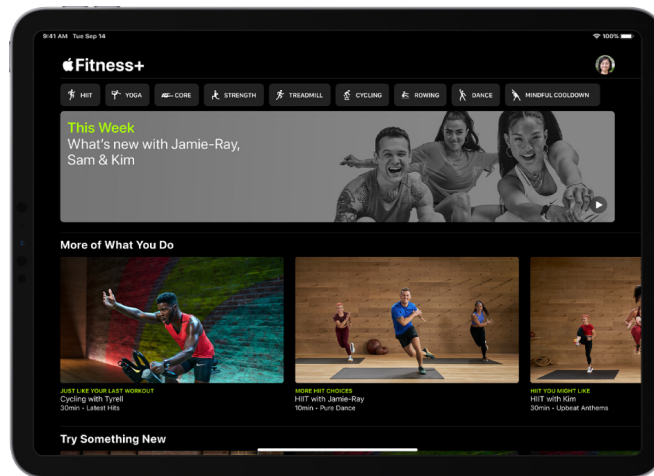 9:41 AM Tue Sep 14
100%
Fitness+
HIIT
YOGA
CORE
STRENGTH
TREADMILL
CYCLING
ROWING
DANCE
MINDFUL COOLDOWN
This Week
What's new with Jamie-Ray,
Sam & Kim
More of What You Do
JUST LIKE YOUR LAST WORKOUT
Cycling with Tyrell
30min • Latest Hits
MORE HIIT CHOICES
HIIT with Jamie-Ray
10min • Pure Dance
HIIT YOU MIGHT LIKE
HIIT with Kim
30min • Upbeat Anthems
Try Something New